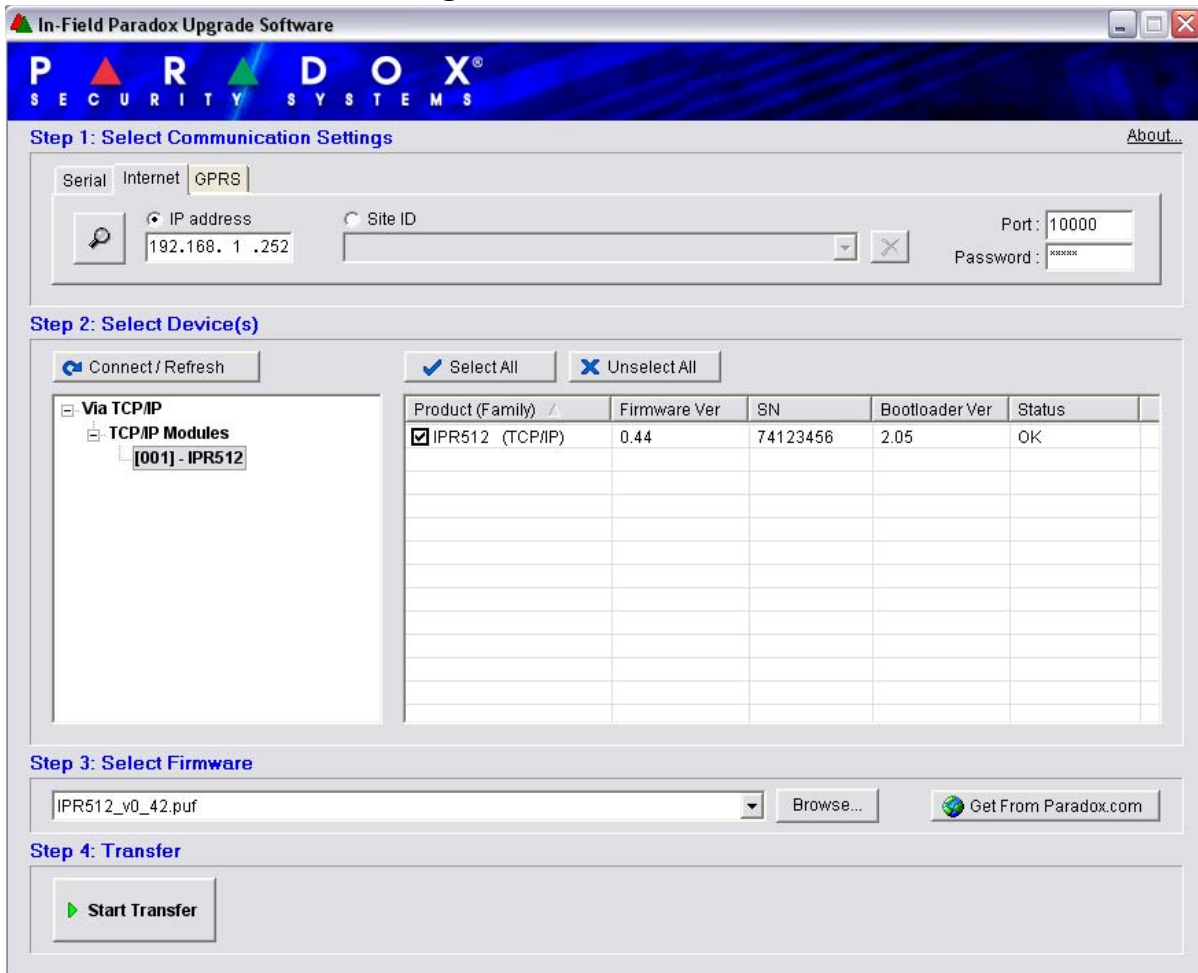 In-Field Paradox Upgrade Software
PARADOX®
SECURITY SYSTEMS
Step 1: Select Communication Settings
About...
Serial Internet GPRS
IP address
Site ID
Port : 10000
192.168. 1 .252
Password : *****
Step 2: Select Device(s)
Connect / Refresh
Select All
Unselect All
Via TCP/IP
TCP/IP Modules
[001] - IPR512
Product (Family) Firmware Ver SN Bootloader Ver Status
IPR512 (TCP/IP) 0.44 74123456 2.05 OK
Step 3: Select Firmware
IPR512_v0_42.puf
Browse...
Get From Paradox.com
Step 4: Transfer
Start Transfer